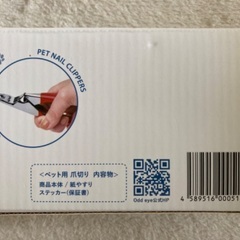 PET NAIL CLIPPERS
<ペット用 爪切り 内容物>
商品本体 / 紙やすり
ステッカー(保証書)
Odd eye公式HP
4 589516 00051